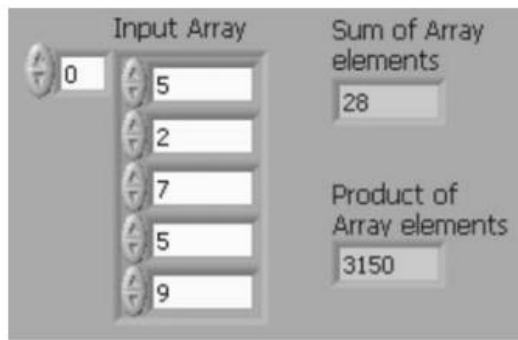 Input Array
0
5
2
7
5
9
Sum of Array
elements
28
Product of
Array elements
3150